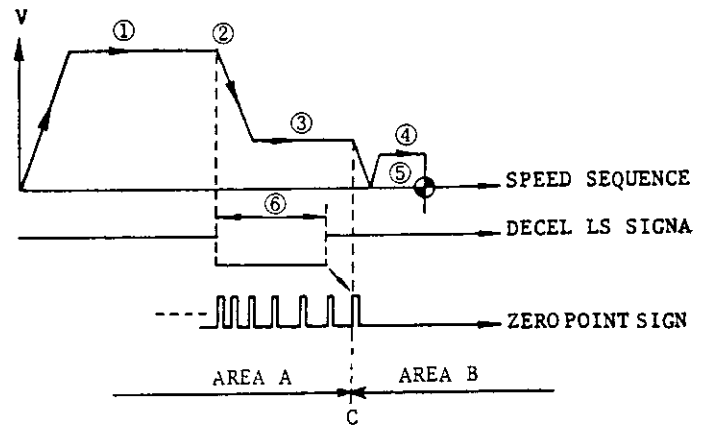 V
①
②
③
④
⑤
SPEED SEQUENCE
⑥
DECEL LS SIGNA
ZERO POINT SIGN
AREA A
AREA B
C